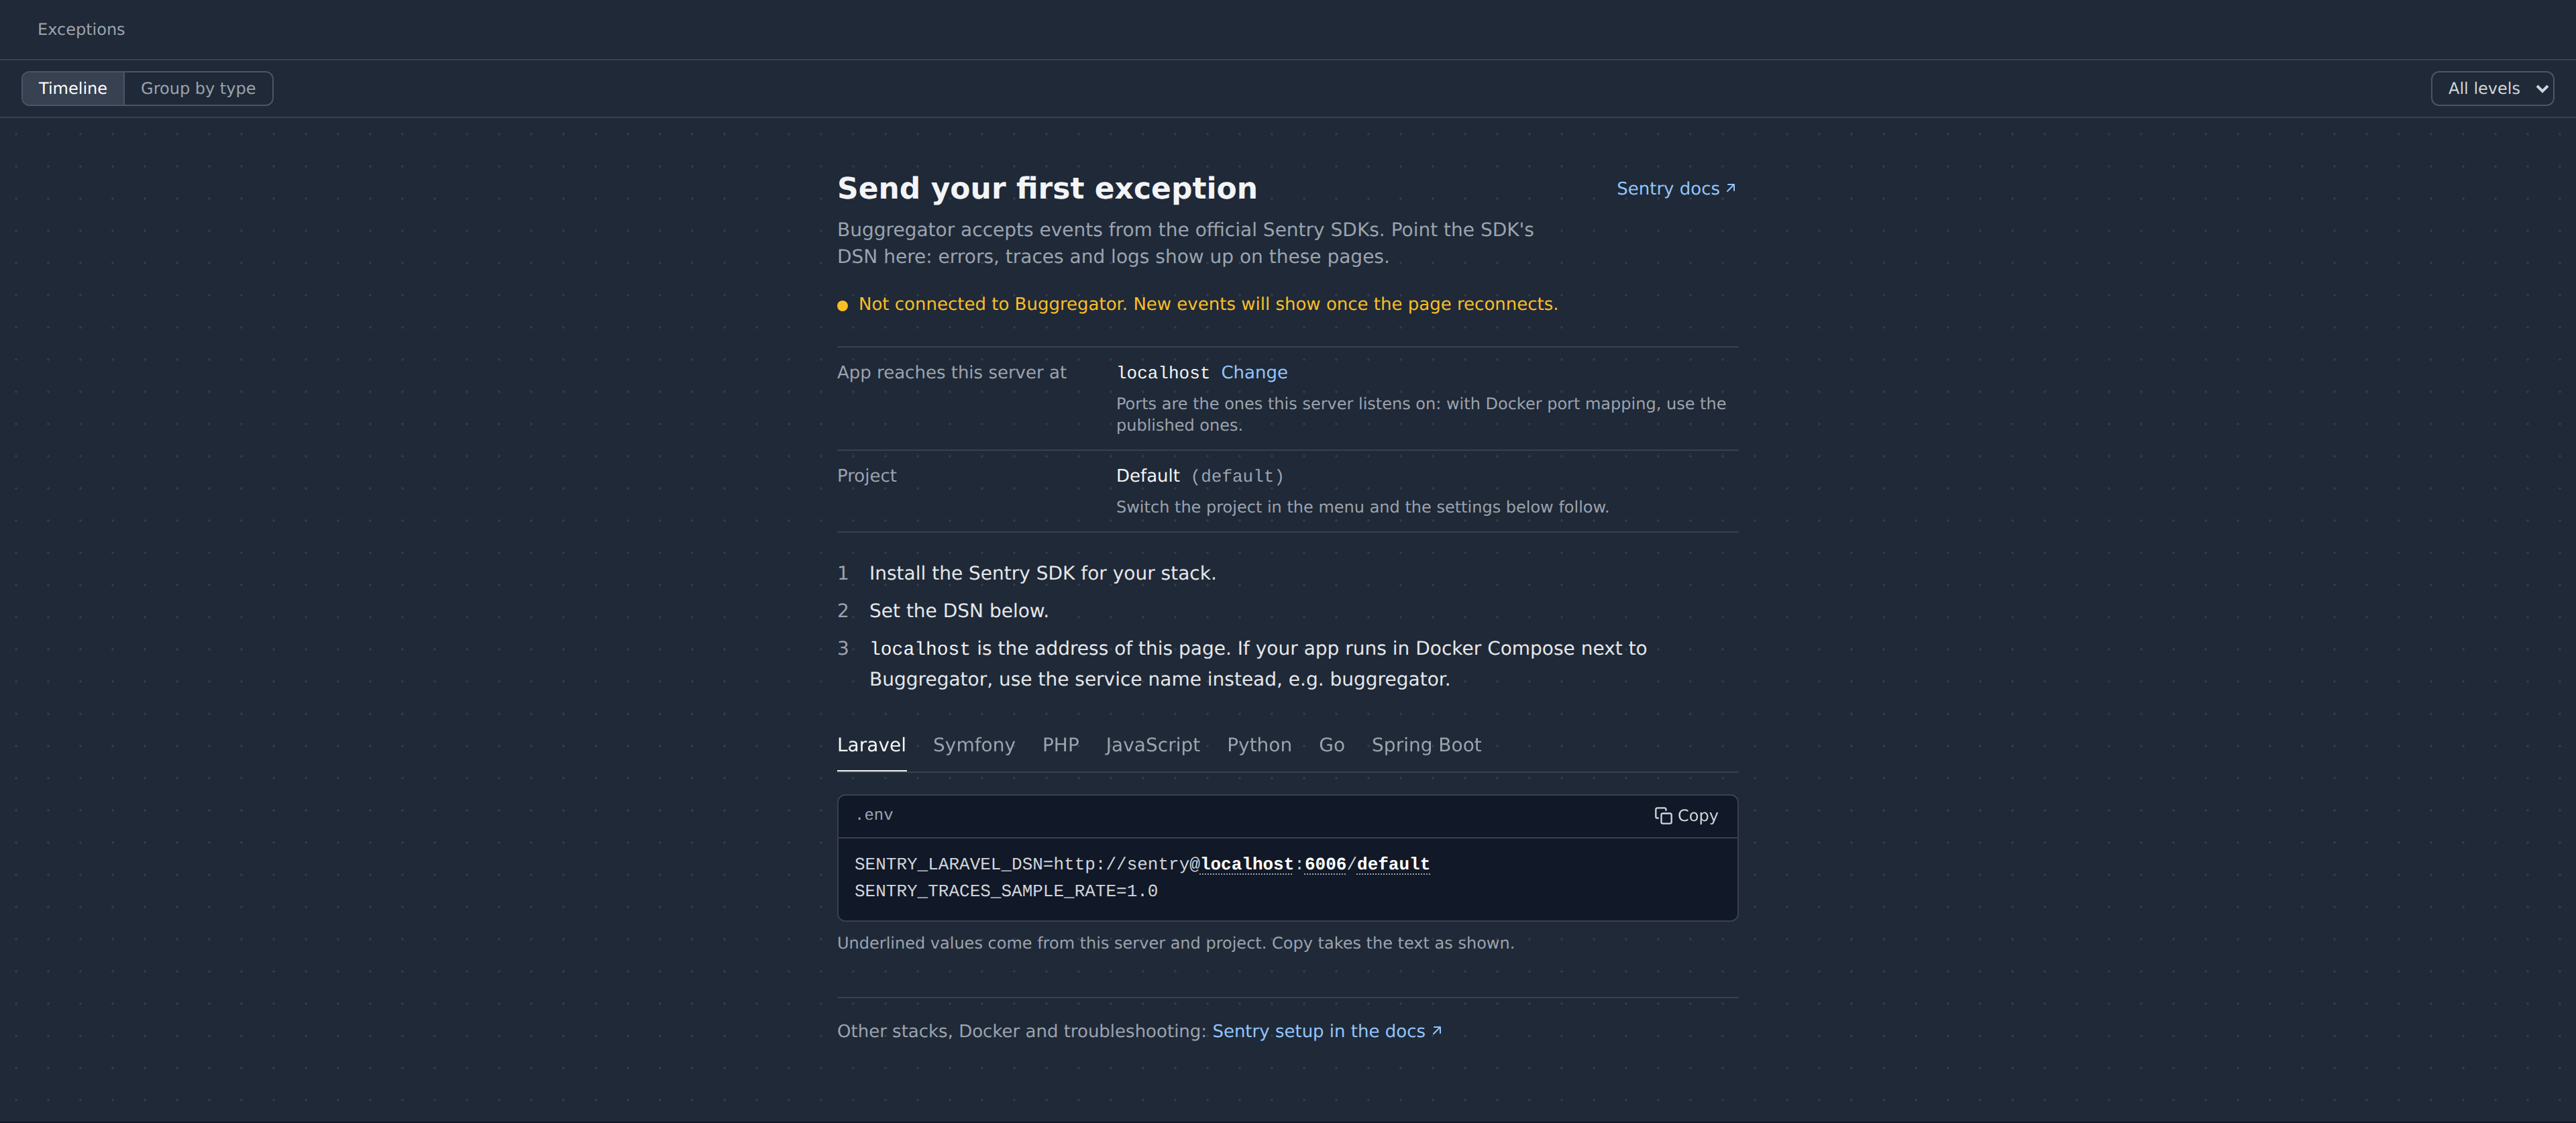 Exceptions
Timeline Group by type All levels
Send your first exception Sentry docs ↗
Buggregator accepts events from the official Sentry SDKs. Point the SDK's
DSN here: errors, traces and logs show up on these pages.
Not connected to Buggregator. New events will show once the page reconnects.
App reaches this server at localhost Change
Ports are the ones this server listens on: with Docker port mapping, use the
published ones.
Project Default (default)
Switch the project in the menu and the settings below follow.
1 Install the Sentry SDK for your stack.
2 Set the DSN below.
3 localhost is the address of this page. If your app runs in Docker Compose next to
Buggregator, use the service name instead, e.g. buggregator.
Laravel Symfony PHP JavaScript Python Go Spring Boot
.env Copy
SENTRY_LARAVEL_DSN=http://sentry@localhost:6006/default
SENTRY_TRACES_SAMPLE_RATE=1.0
Underlined values come from this server and project. Copy takes the text as shown.
Other stacks, Docker and troubleshooting: Sentry setup in the docs ↗